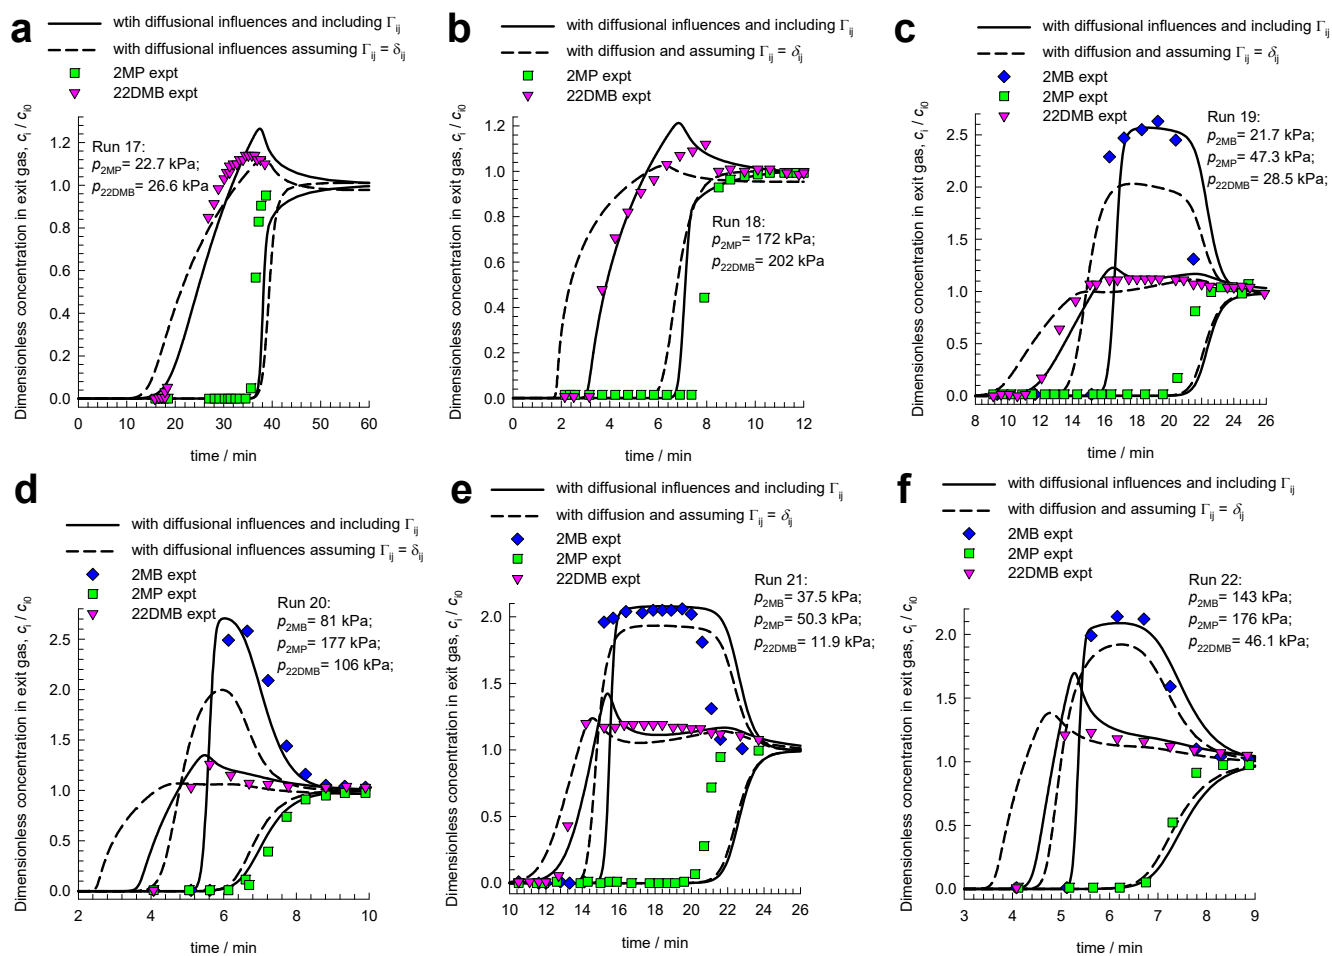 a
with diffusional influences and including Γij
with diffusional influences assuming Γij = δij
2MP expt
22DMB expt
Run 17:
p2MP= 22.7 kPa;
p22DMB= 26.6 kPa
Dimensionless concentration in exit gas, ci / ci0
1.2
1.0
0.8
0.6
0.4
0.2
0.0
0 10 20 30 40 50 60
time / min
b
with diffusional influences and including Γij
with diffusion and assuming Γij = δij
2MP expt
22DMB expt
Run 18:
p2MP= 172 kPa;
p22DMB= 202 kPa
Dimensionless concentration in exit gas, ci / ci0
1.2
1.0
0.8
0.6
0.4
0.2
0.0
0 2 4 6 8 10 12
time / min
c
with diffusional influences and including Γij
with diffusion and assuming Γij = δij
2MB expt
2MP expt
22DMB expt
Run 19:
p2MB= 21.7 kPa;
p2MP= 47.3 kPa;
p22DMB= 28.5 kPa;
Dimensionless concentration in exit gas, ci / ci0
2.5
2.0
1.5
1.0
0.5
0.0
8 10 12 14 16 18 20 22 24 26
time / min
d
with diffusional influences and including Γij
with diffusional influences assuming Γij = δij
2MB expt
2MP expt
22DMB expt
Run 20:
p2MB= 81 kPa;
p2MP= 177 kPa;
p22DMB= 106 kPa;
Dimensionless concentration in exit gas, ci / ci0
2.5
2.0
1.5
1.0
0.5
0.0
2 4 6 8 10
time / min
e
with diffusional influences and including Γij
with diffusion and assuming Γij = δij
2MB expt
2MP expt
22DMB expt
Run 21:
p2MB= 37.5 kPa;
p2MP= 50.3 kPa;
p22DMB= 11.9 kPa;
Dimensionless concentration in exit gas, ci / ci0
2.0
1.5
1.0
0.5
0.0
10 12 14 16 18 20 22 24 26
time / min
f
with diffusional influences and including Γij
with diffusion and assuming Γij = δij
2MB expt
2MP expt
22DMB expt
Run 22:
p2MB= 143 kPa;
p2MP= 176 kPa;
p22DMB= 46.1 kPa;
Dimensionless concentration in exit gas, ci / ci0
2.0
1.5
1.0
0.5
0.0
3 4 5 6 7 8 9
time / min